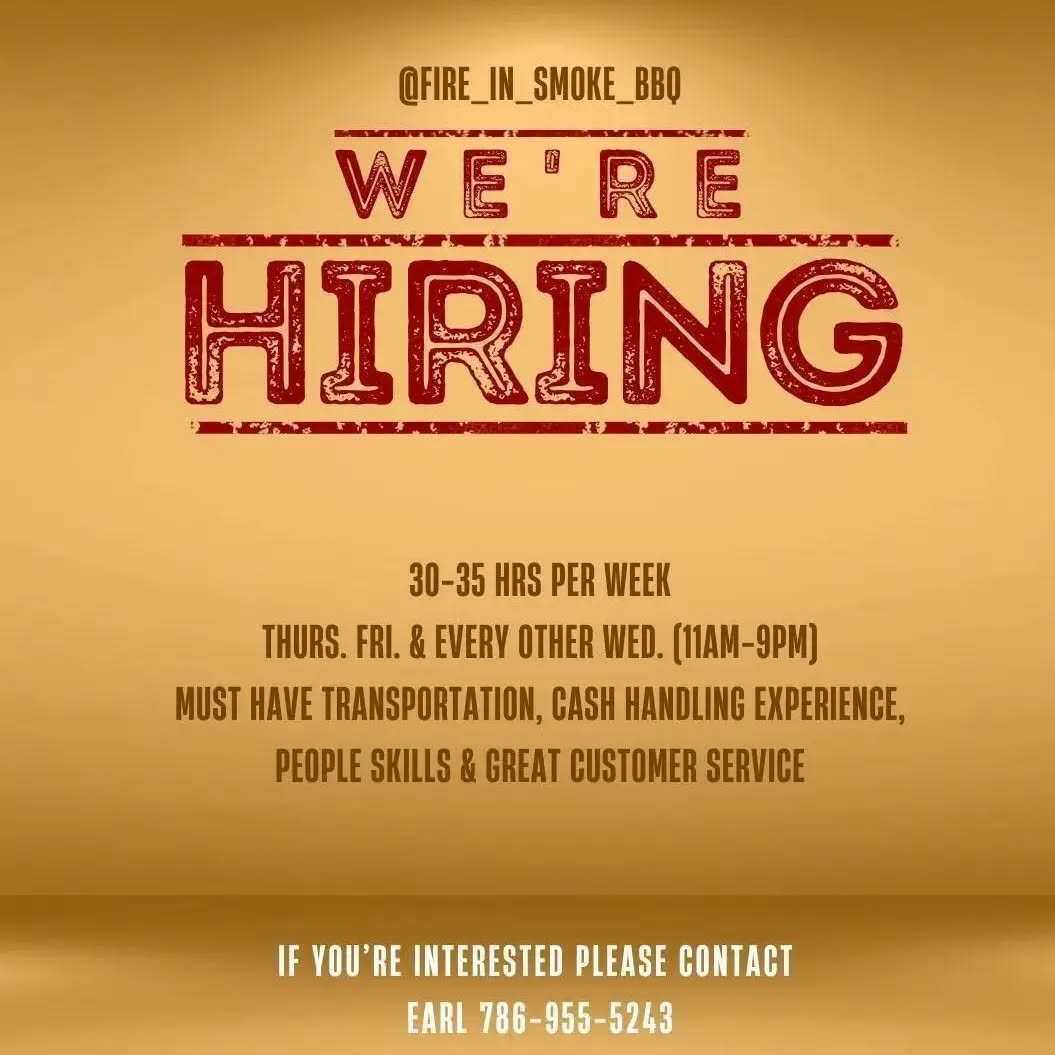 @FIRE_IN_SMOKE_BBQ
WE'RE
HIRING
30-35 HRS PER WEEK
THURS. FRI. & EVERY OTHER WED. (11AM-9PM)
MUST HAVE TRANSPORTATION, CASH HANDLING EXPERIENCE,
PEOPLE SKILLS & GREAT CUSTOMER SERVICE
IF YOU'RE INTERESTED PLEASE CONTACT
EARL 786-955-5243